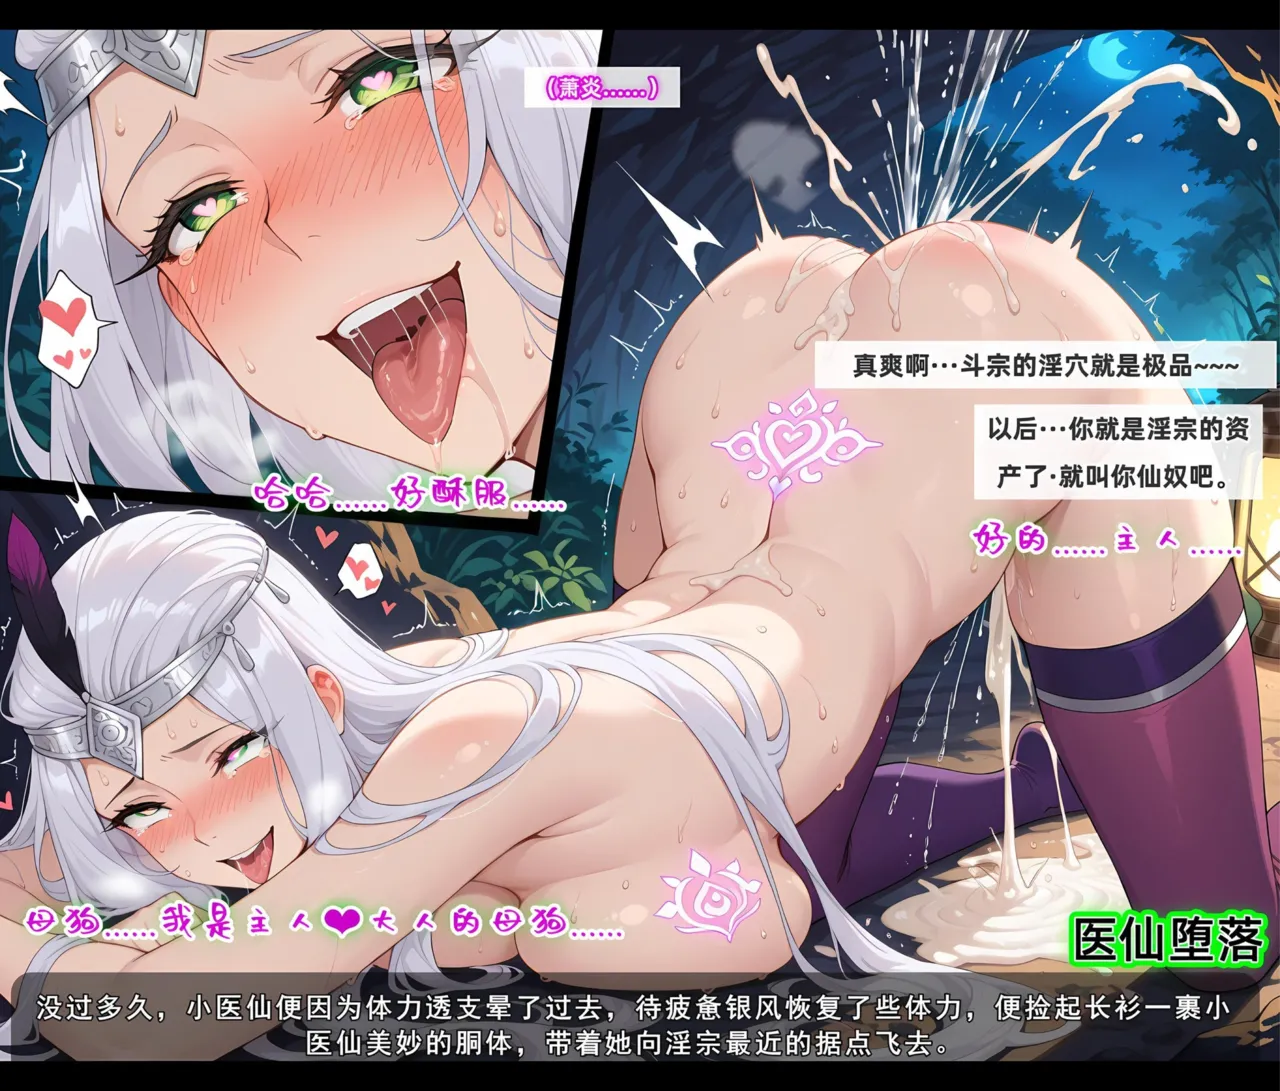 （萧炎......）
哈哈......好酥服......
真爽啊…斗宗的淫穴就是极品~~~
以后…你就是淫宗的资
产了·就叫你仙奴吧。
好的......主人......
母狗......我是主人❤大人的母狗......
医仙堕落
没过多久，小医仙便因为体力透支晕了过去，待疲惫银风恢复了些体力，便捡起长衫一裹小
医仙美妙的胴体，带着她向淫宗最近的据点飞去。